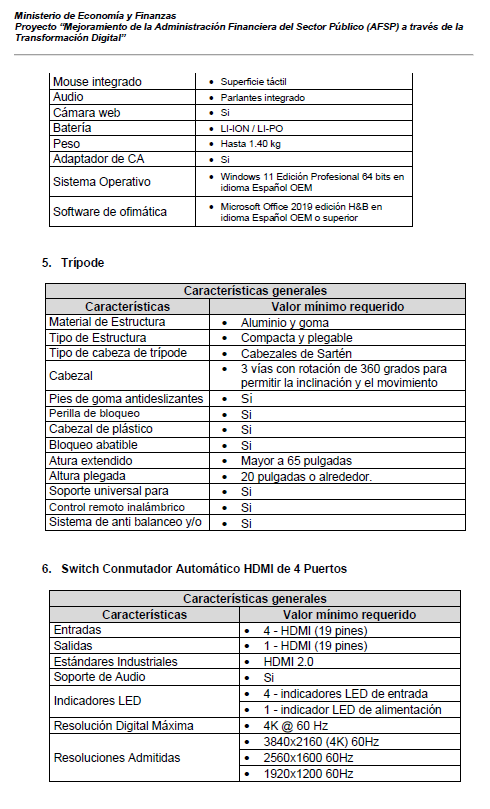 Ministerio de Economía y Finanzas
Proyecto “Mejoramiento de la Administración Financiera del Sector Público (AFSP) a través de la
Transformación Digital”
Mouse integrado • Superficie táctil
Audio • Parlantes integrado
Cámara web • Si
Batería • LI-ION / LI-PO
Peso • Hasta 1.40 kg
Adaptador de CA • Si
Sistema Operativo • Windows 11 Edición Profesional 64 bits en
idioma Español OEM
Software de ofimática • Microsoft Office 2019 edición H&B en
idioma Español OEM o superior
5. Trípode
Características generales
Características Valor mínimo requerido
Material de Estructura • Aluminio y goma
Tipo de Estructura • Compacta y plegable
Tipo de cabeza de trípode • Cabezales de Sartén
Cabezal • 3 vías con rotación de 360 grados para
permitir la inclinación y el movimiento
Pies de goma antideslizantes • Si
Perilla de bloqueo • Si
Cabezal de plástico • Si
Bloqueo abatible • Si
Atura extendido • Mayor a 65 pulgadas
Altura plegada • 20 pulgadas o alrededor.
Soporte universal para • Si
Control remoto inalámbrico • Si
Sistema de anti balanceo y/o • Si
6. Switch Conmutador Automático HDMI de 4 Puertos
Características generales
Características Valor mínimo requerido
Entradas • 4 - HDMI (19 pines)
Salidas • 1 - HDMI (19 pines)
Estándares Industriales • HDMI 2.0
Soporte de Audio • Si
Indicadores LED • 4 - indicadores LED de entrada
• 1 - indicador LED de alimentación
Resolución Digital Máxima • 4K @ 60 Hz
Resoluciones Admitidas • 3840x2160 (4K) 60Hz
• 2560x1600 60Hz
• 1920x1200 60Hz